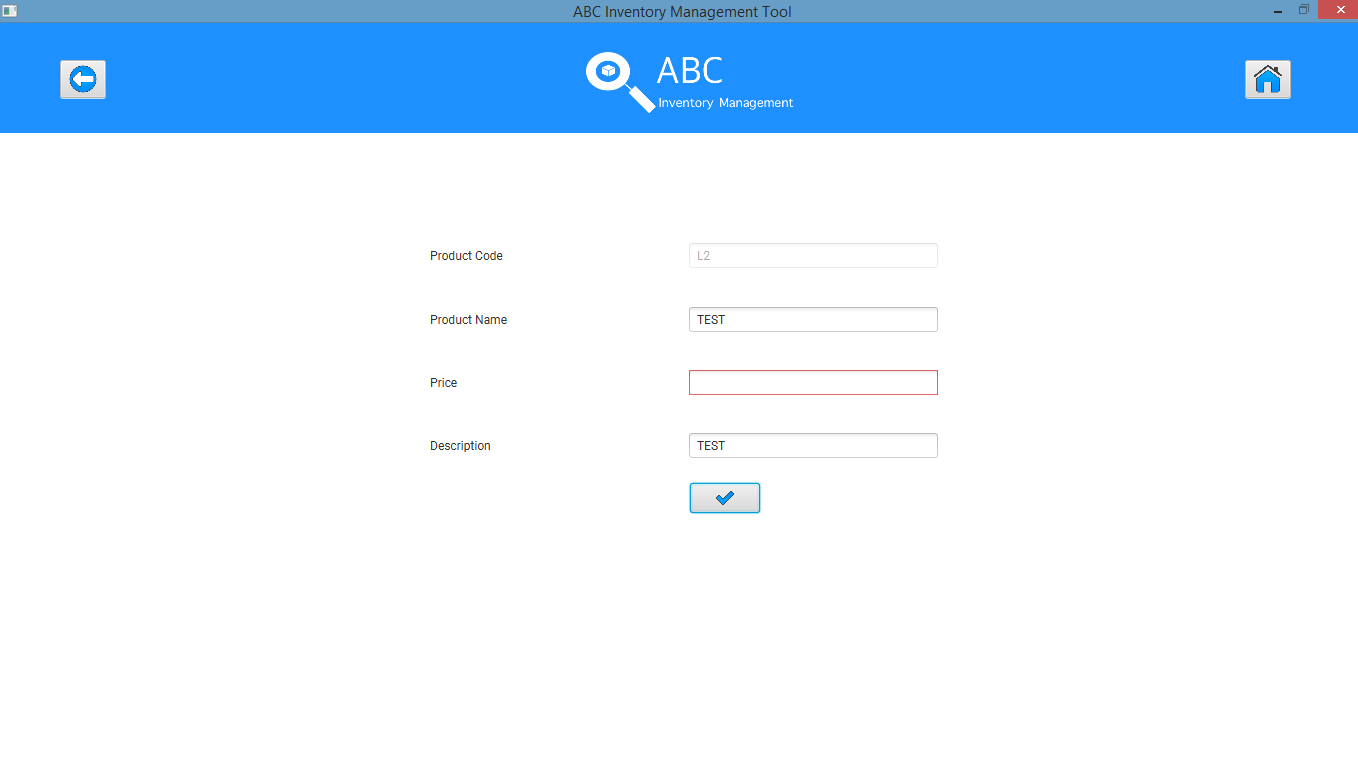 ABC Inventory Management Tool
ABC
Inventory Management
Product Code L2
Product Name TEST
Price
Description TEST